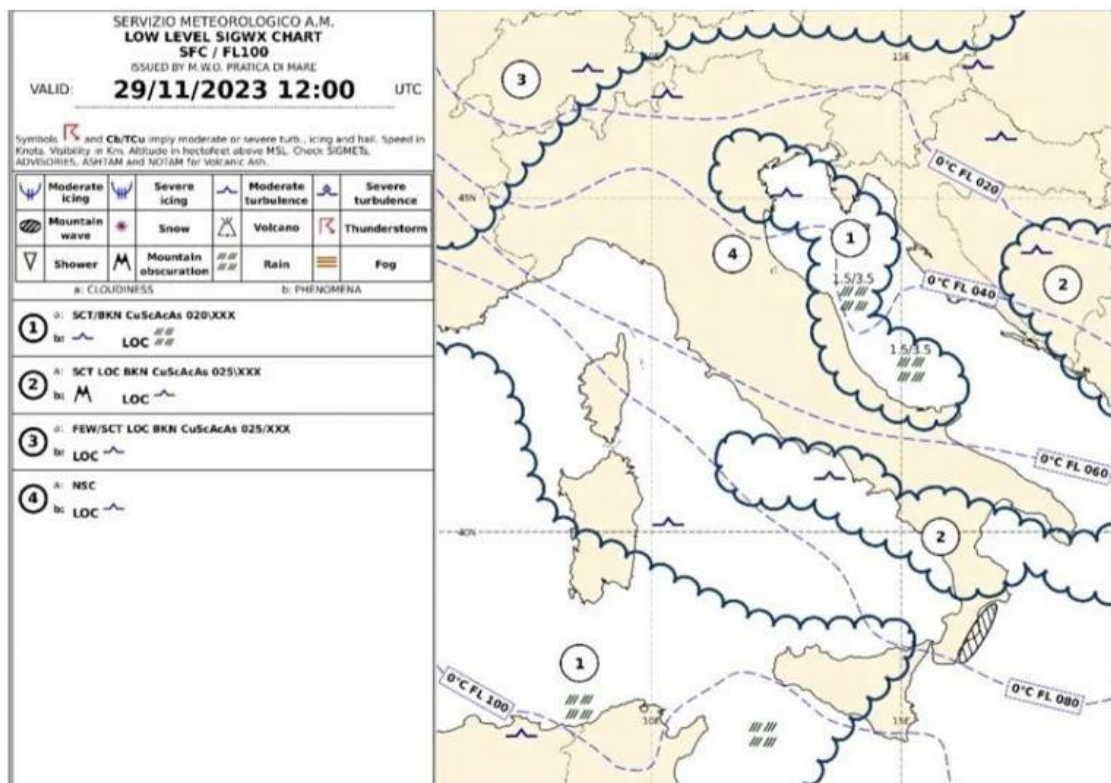 SERVIZIO METEOROLOGICO A.M.
LOW LEVEL SIGWX CHART
SFC / FL100
ISSUED BY M.W.O. PRATICA DI MARE
VALID: 29/11/2023 12:00 UTC
Symbols and Cb/TCu imply moderate or severe turb., icing and hail. Speed in
Knots. Visibility in Km. Altitude in hectofeet above MSL. Check SIGMETs,
ADVISORIES, ASHTAM and NOTAM for Volcanic Ash.
Moderate icing Severe icing Moderate turbulence Severe turbulence
Mountain wave Snow Volcano Thunderstorm
Shower Mountain obscuration Rain Fog
a: CLOUDINESS b: PHENOMENA
1 a: SCT/BKN CuScAcAs 020\XXX
b: LOC
2 a: SCT LOC BKN CuScAcAs 025\XXX
b: LOC
3 a: FEW/SCT LOC BKN CuScAcAs 025/XXX
b: LOC
4 a: NSC
b: LOC
10E 15E
3
0°C FL 020
45N
1
4
2
1.5/3.5
0°C FL 040
1.5/3.5
0°C FL 060
40N
2
1
0°C FL 100
0°C FL 080
10E 15E